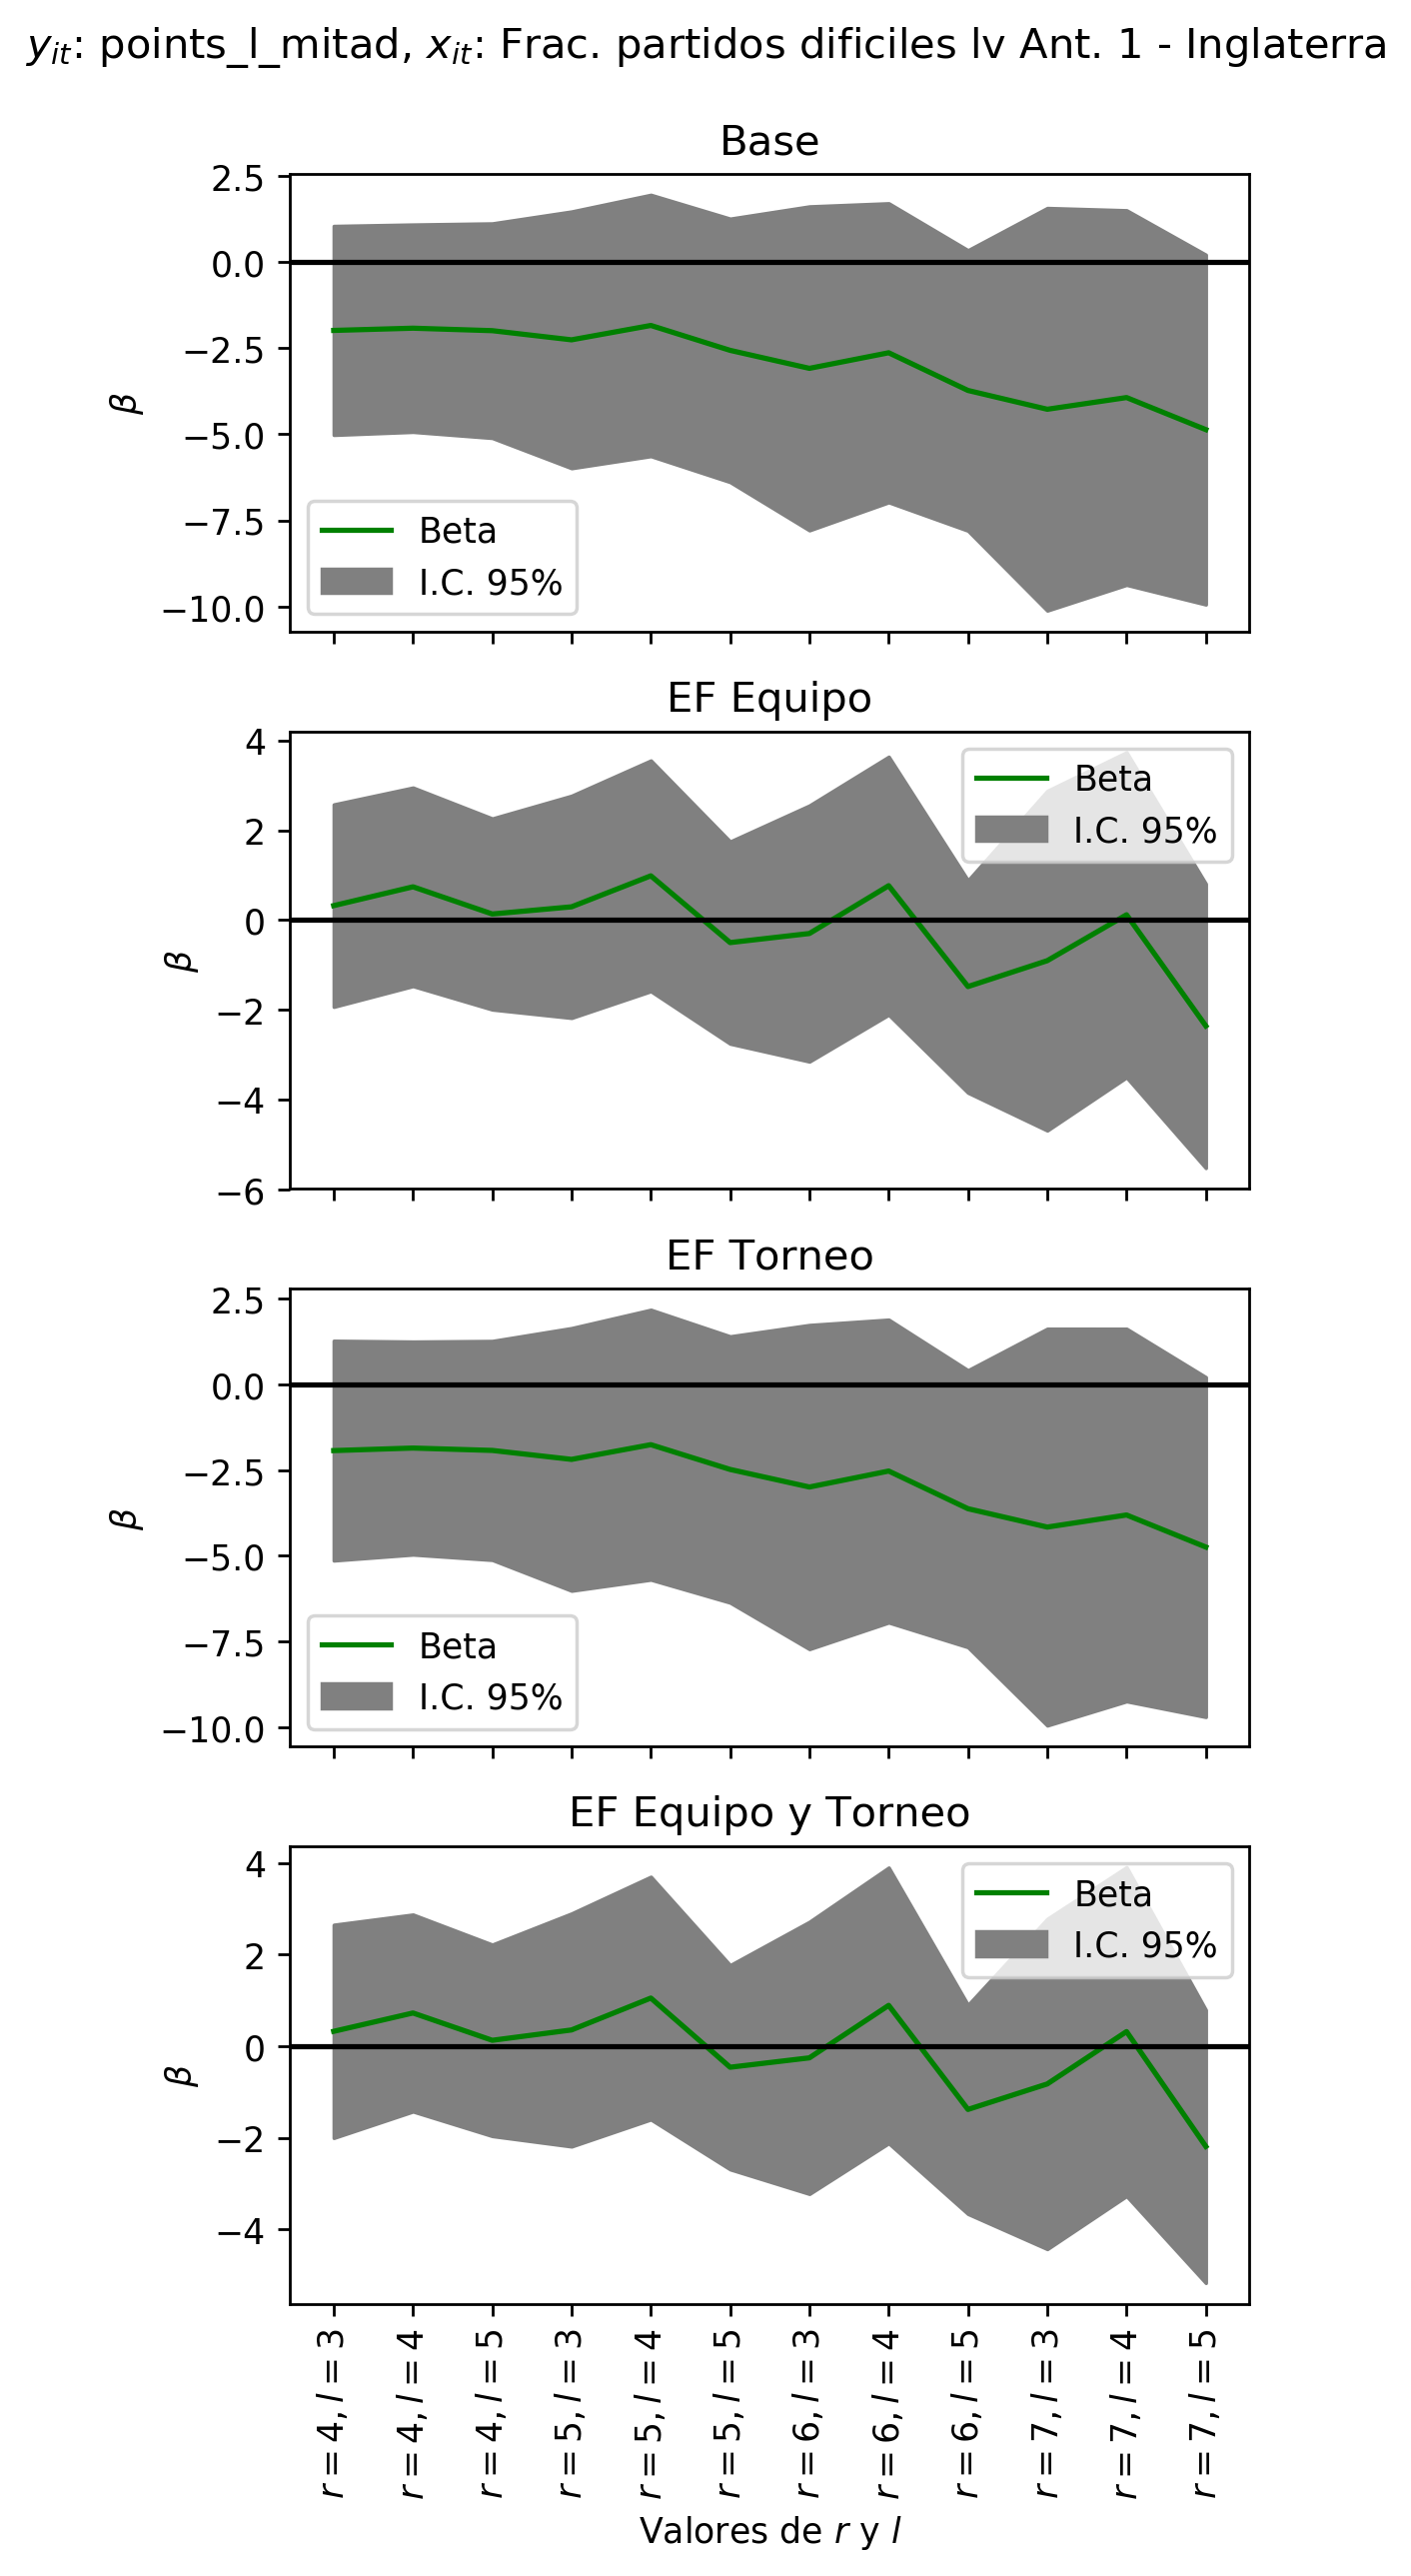 y_it: points_l_mitad, x_it: Frac. partidos dificiles lv Ant. 1 - Inglaterra
Base
2.5
0.0
−2.5
−5.0
−7.5
−10.0
β
Beta
I.C. 95%
EF Equipo
4
2
0
−2
−4
−6
β
Beta
I.C. 95%
EF Torneo
2.5
0.0
−2.5
−5.0
−7.5
−10.0
β
Beta
I.C. 95%
EF Equipo y Torneo
4
2
0
−2
−4
β
Beta
I.C. 95%
r = 4, l = 3
r = 4, l = 4
r = 4, l = 5
r = 5, l = 3
r = 5, l = 4
r = 5, l = 5
r = 6, l = 3
r = 6, l = 4
r = 6, l = 5
r = 7, l = 3
r = 7, l = 4
r = 7, l = 5
Valores de r y l